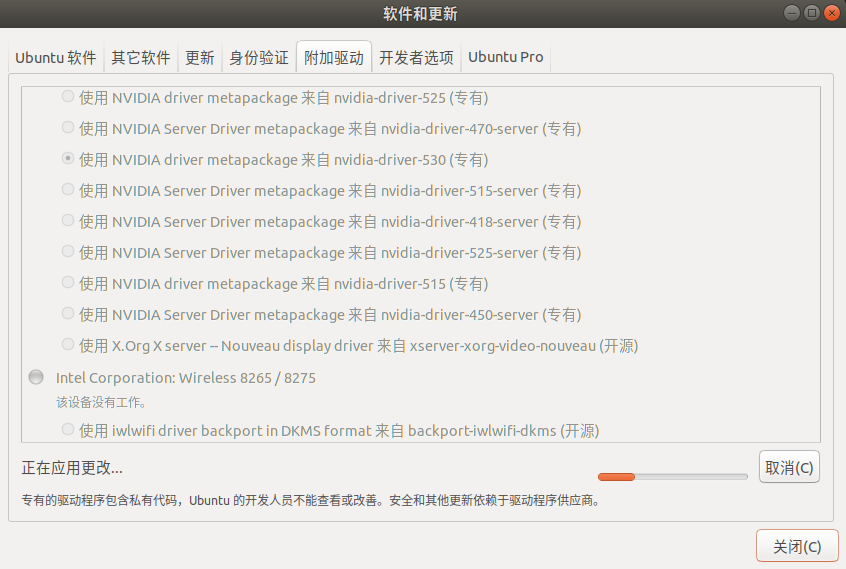 软件和更新
Ubuntu 软件 其它软件 更新 身份验证 附加驱动 开发者选项 Ubuntu Pro
使用 NVIDIA driver metapackage 来自 nvidia-driver-525 (专有)
使用 NVIDIA Server Driver metapackage 来自 nvidia-driver-470-server (专有)
使用 NVIDIA driver metapackage 来自 nvidia-driver-530 (专有)
使用 NVIDIA Server Driver metapackage 来自 nvidia-driver-515-server (专有)
使用 NVIDIA Server Driver metapackage 来自 nvidia-driver-418-server (专有)
使用 NVIDIA Server Driver metapackage 来自 nvidia-driver-525-server (专有)
使用 NVIDIA driver metapackage 来自 nvidia-driver-515 (专有)
使用 NVIDIA Server Driver metapackage 来自 nvidia-driver-450-server (专有)
使用 X.Org X server -- Nouveau display driver 来自 xserver-xorg-video-nouveau (开源)
Intel Corporation: Wireless 8265 / 8275
该设备没有工作。
使用 iwlwifi driver backport in DKMS format 来自 backport-iwlwifi-dkms (开源)
正在应用更改...
取消(C)
专有的驱动程序包含私有代码，Ubuntu 的开发人员不能查看或改善。安全和其他更新依赖于驱动程序供应商。
关闭(C)